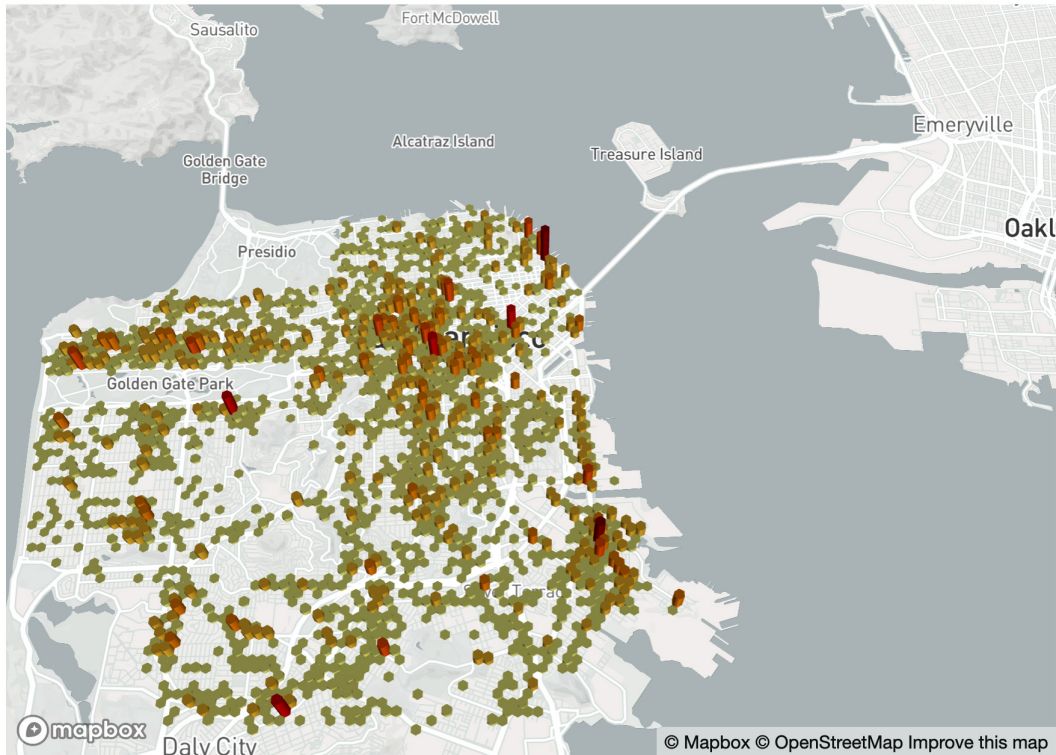 Fort McDowell
Sausalito
Emeryville
Alcatraz Island
Treasure Island
Golden Gate
Bridge
Oakl
Presidio
Golden Gate Park
mapbox
Daly City
© Mapbox © OpenStreetMap Improve this map